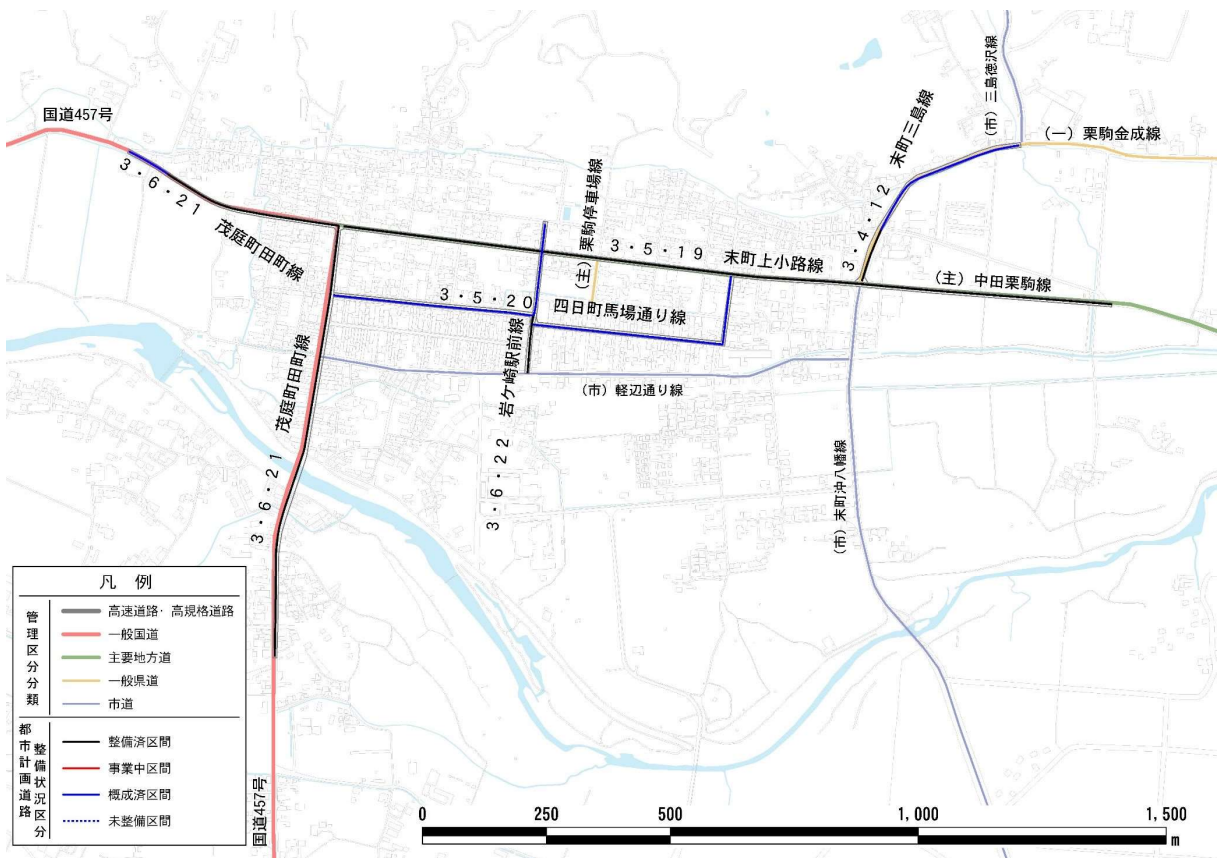 国道457号
3・6・21 茂庭町田町線
(主) 栗駒停車場線
3・5・19 末町上小路線
3・4・12 末町三島線
(市) 三島徳沢線
(一) 栗駒金成線
(主) 中田栗駒線
3・5・20
四日町馬場通り線
3・6・21 茂庭町田町線
3・6・22 岩ケ崎駅前線
(市) 軽辺通り線
(市) 末町沖八幡線
国道457号
凡 例
管理区分分類
高速道路・高規格道路
一般国道
主要地方道
一般県道
市道
都市計画道路
整備状況区分
整備済区間
事業中区間
概成済区間
未整備区間
0 250 500 1,000 1,500
m